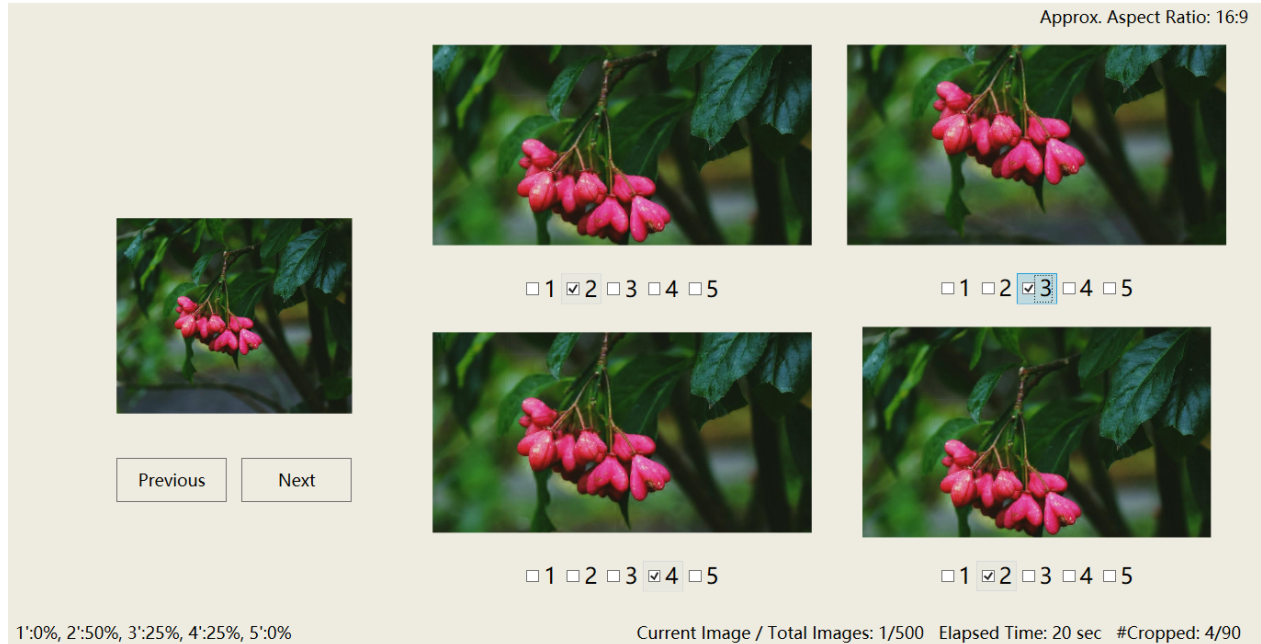 Approx. Aspect Ratio: 16:9
1 2 3 4 5
1 2 3 4 5
Previous
Next
1 2 3 4 5
1 2 3 4 5
1':0%, 2':50%, 3':25%, 4':25%, 5':0%
Current Image / Total Images: 1/500 Elapsed Time: 20 sec #Cropped: 4/90